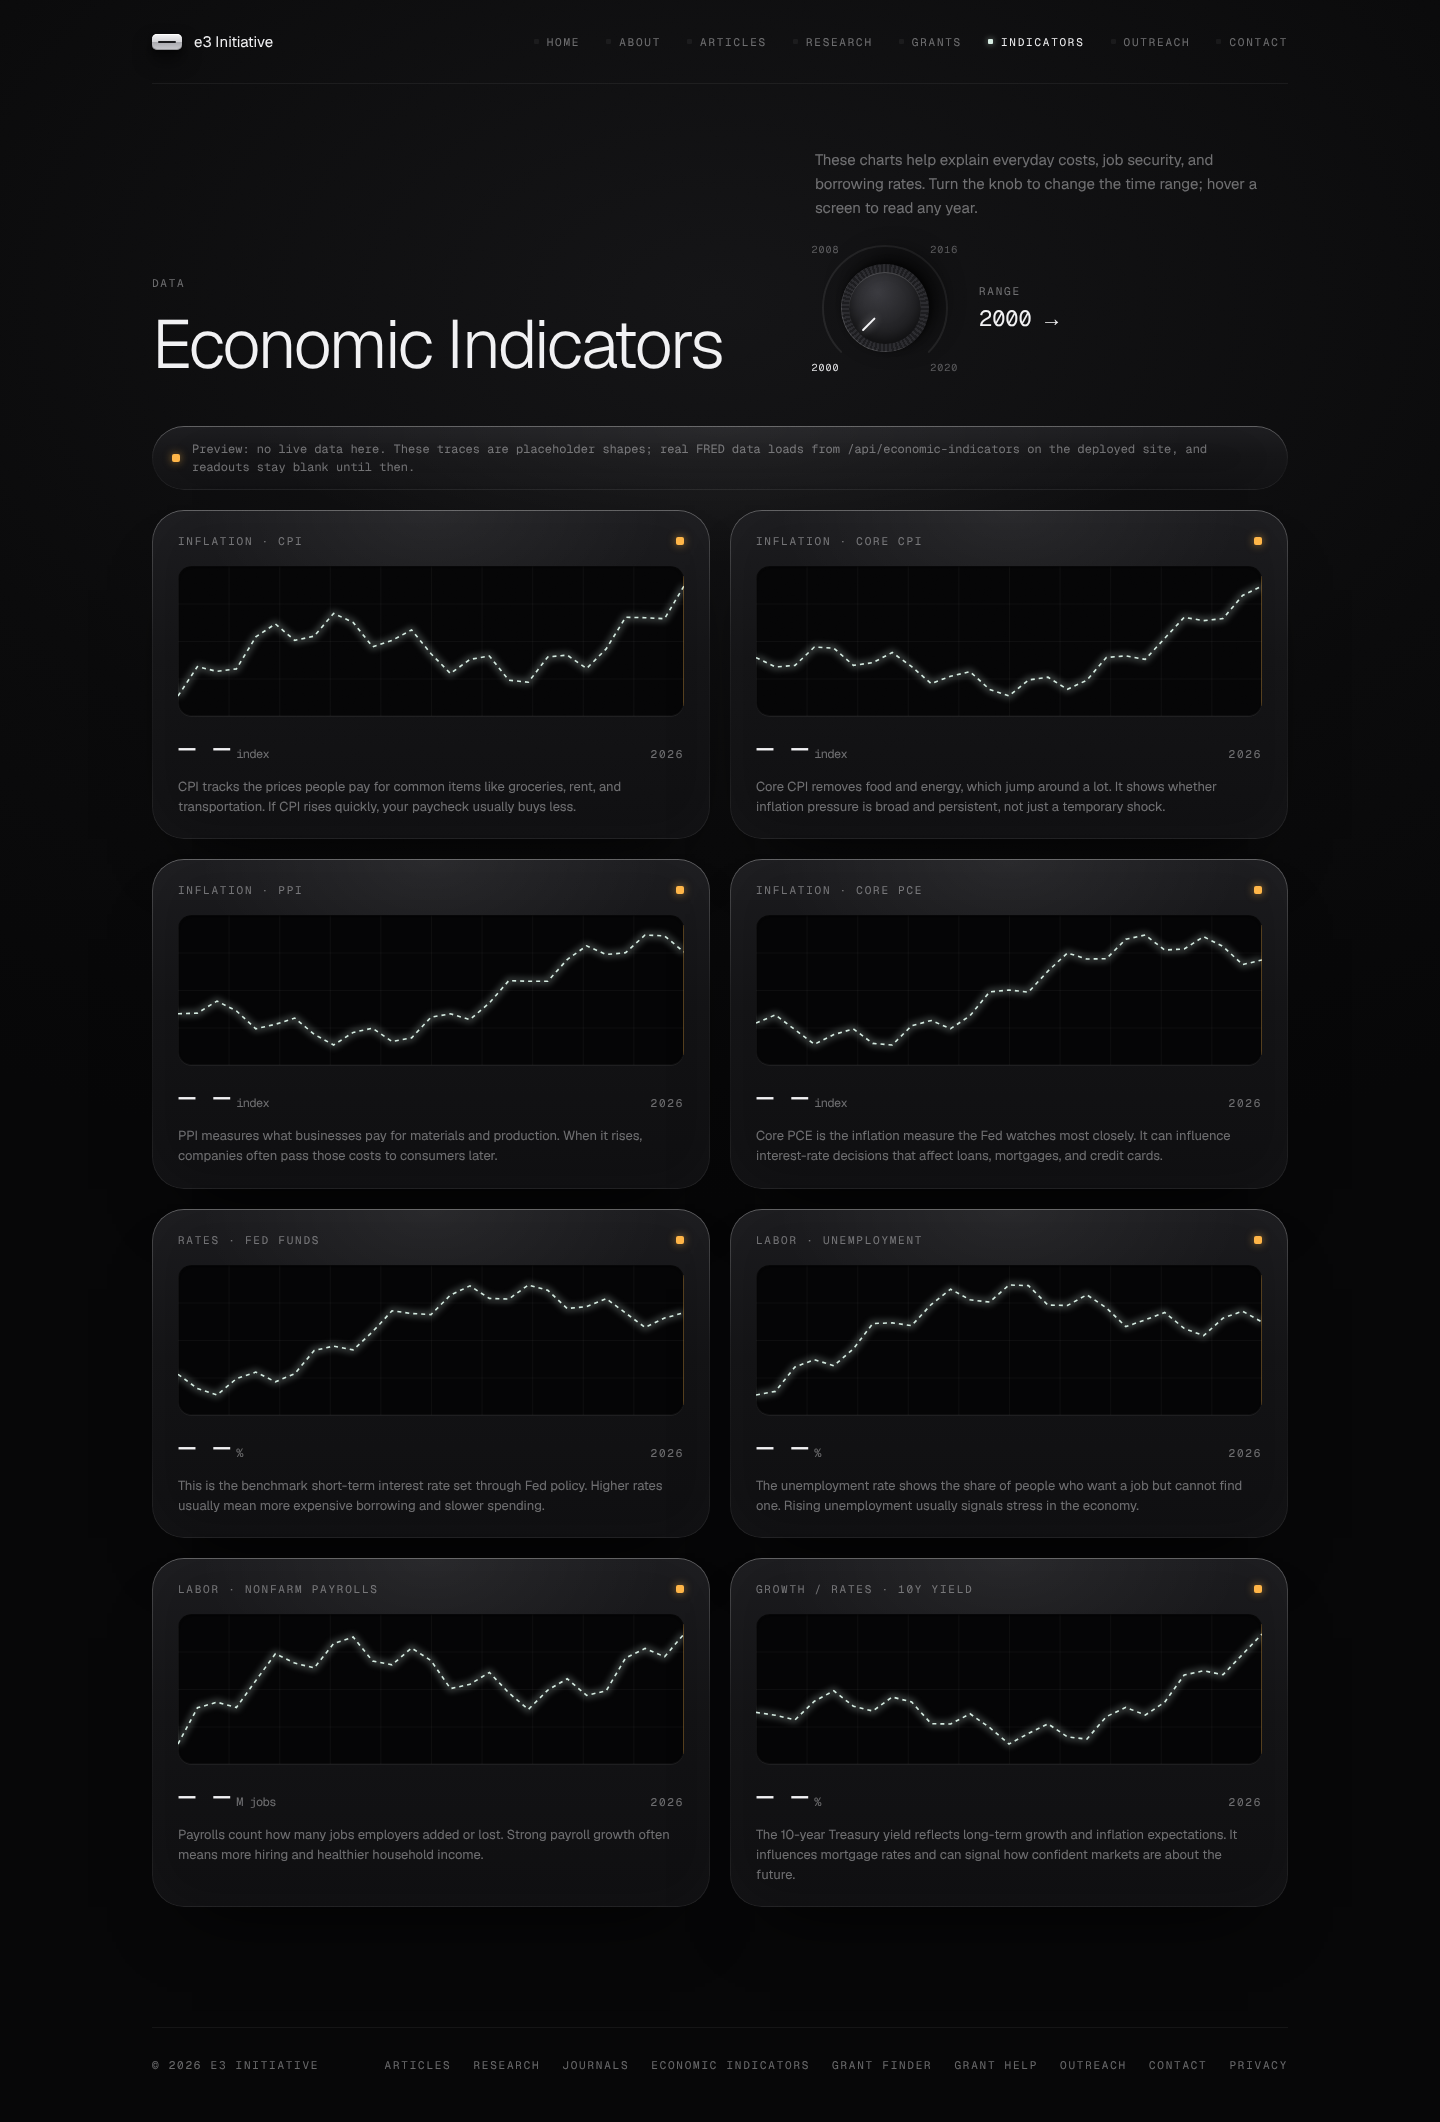 e3 Initiative
HOME ABOUT ARTICLES RESEARCH GRANTS INDICATORS OUTREACH CONTACT
These charts help explain everyday costs, job security, and
borrowing rates. Turn the knob to change the time range; hover a
screen to read any year.
2008 2016
DATA
RANGE
2000 →
Economic Indicators
2000 2020
Preview: no live data here. These traces are placeholder shapes; real FRED data loads from /api/economic-indicators on the deployed site, and
readouts stay blank until then.
INFLATION · CPI
— — index 2026
CPI tracks the prices people pay for common items like groceries, rent, and
transportation. If CPI rises quickly, your paycheck usually buys less.
INFLATION · CORE CPI
— — index 2026
Core CPI removes food and energy, which jump around a lot. It shows whether
inflation pressure is broad and persistent, not just a temporary shock.
INFLATION · PPI
— — index 2026
PPI measures what businesses pay for materials and production. When it rises,
companies often pass those costs to consumers later.
INFLATION · CORE PCE
— — index 2026
Core PCE is the inflation measure the Fed watches most closely. It can influence
interest-rate decisions that affect loans, mortgages, and credit cards.
RATES · FED FUNDS
— — % 2026
This is the benchmark short-term interest rate set through Fed policy. Higher rates
usually mean more expensive borrowing and slower spending.
LABOR · UNEMPLOYMENT
— — % 2026
The unemployment rate shows the share of people who want a job but cannot find
one. Rising unemployment usually signals stress in the economy.
LABOR · NONFARM PAYROLLS
— — M jobs 2026
Payrolls count how many jobs employers added or lost. Strong payroll growth often
means more hiring and healthier household income.
GROWTH / RATES · 10Y YIELD
— — % 2026
The 10-year Treasury yield reflects long-term growth and inflation expectations. It
influences mortgage rates and can signal how confident markets are about the
future.
© 2026 E3 INITIATIVE ARTICLES RESEARCH JOURNALS ECONOMIC INDICATORS GRANT FINDER GRANT HELP OUTREACH CONTACT PRIVACY